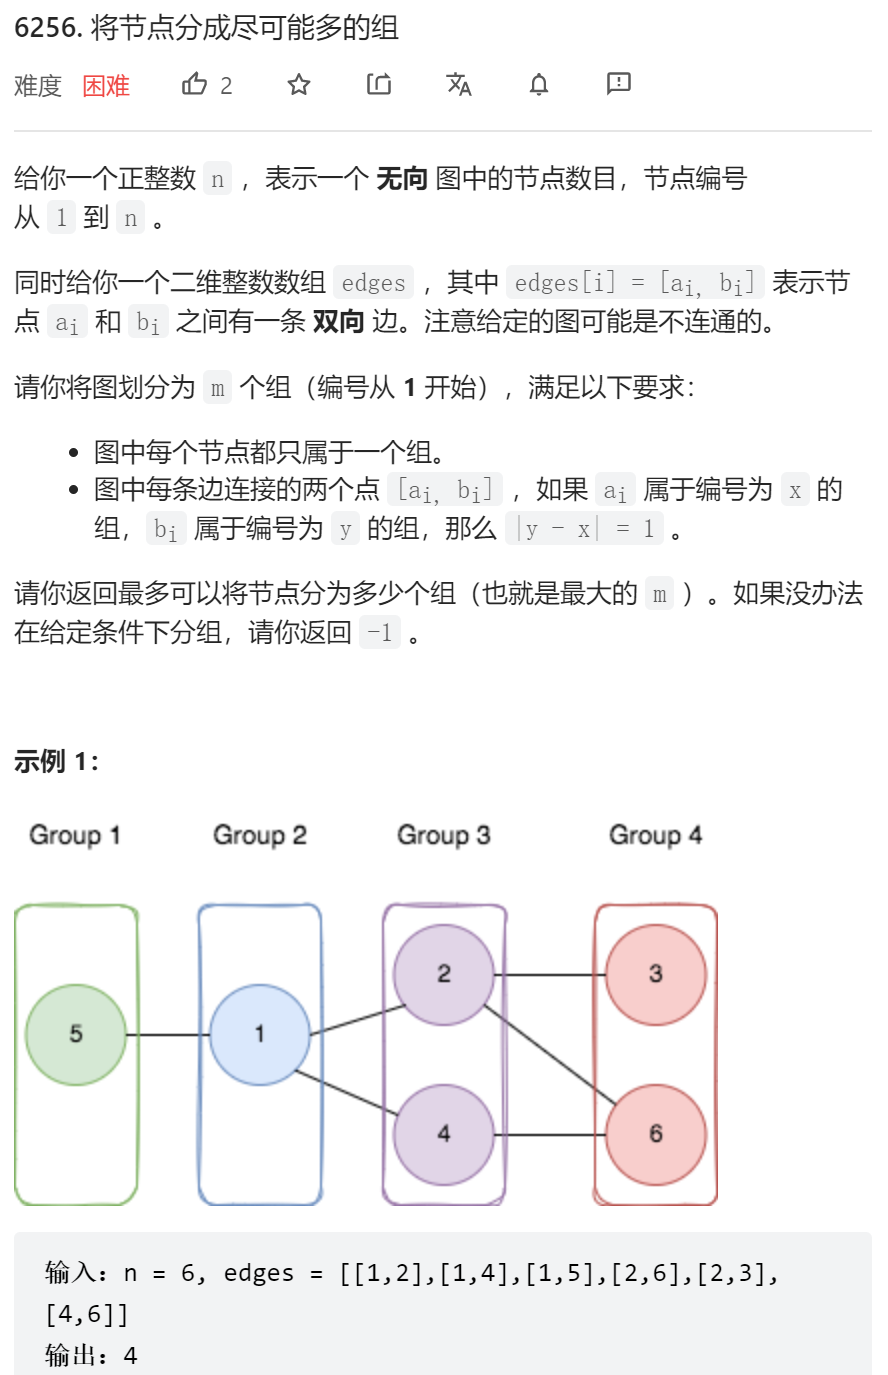 6256. 将节点分成尽可能多的组
难度 困难 2
给你一个正整数 n ，表示一个 无向 图中的节点数目，节点编号
从 1 到 n 。
同时给你一个二维整数数组 edges ，其中 edges[i] = [ai, bi] 表示节
点 ai 和 bi 之间有一条 双向 边。注意给定的图可能是不连通的。
请你将图划分为 m 个组（编号从 1 开始），满足以下要求：
图中每个节点都只属于一个组。
图中每条边连接的两个点 [ai, bi] ，如果 ai 属于编号为 x 的
组， bi 属于编号为 y 的组，那么 |y - x| = 1 。
请你返回最多可以将节点分为多少个组（也就是最大的 m ）。如果没办法
在给定条件下分组，请你返回 -1 。
示例 1：
Group 1 Group 2 Group 3 Group 4
2 3
5 1
4 6
输入：n = 6, edges = [[1,2],[1,4],[1,5],[2,6],[2,3],
[4,6]]
输出：4